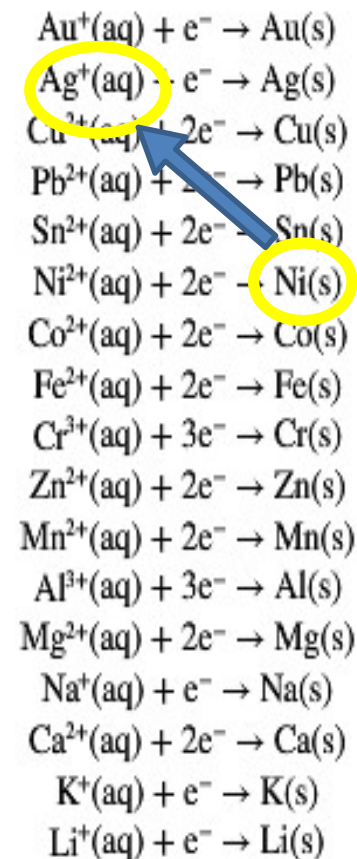 Au⁺(aq) + e⁻ → Au(s)
Ag⁺(aq) + e⁻ → Ag(s)
Cu²⁺(aq) + 2e⁻ → Cu(s)
Pb²⁺(aq) + e⁻ → Pb(s)
Sn²⁺(aq) + 2e⁻ Sn(s)
Ni²⁺(aq) + 2e⁻ → Ni(s)
Co²⁺(aq) + 2e⁻ → Co(s)
Fe²⁺(aq) + 2e⁻ → Fe(s)
Cr³⁺(aq) + 3e⁻ → Cr(s)
Zn²⁺(aq) + 2e⁻ → Zn(s)
Mn²⁺(aq) + 2e⁻ → Mn(s)
Al³⁺(aq) + 3e⁻ → Al(s)
Mg²⁺(aq) + 2e⁻ → Mg(s)
Na⁺(aq) + e⁻ → Na(s)
Ca²⁺(aq) + 2e⁻ → Ca(s)
K⁺(aq) + e⁻ → K(s)
Li⁺(aq) + e⁻ → Li(s)